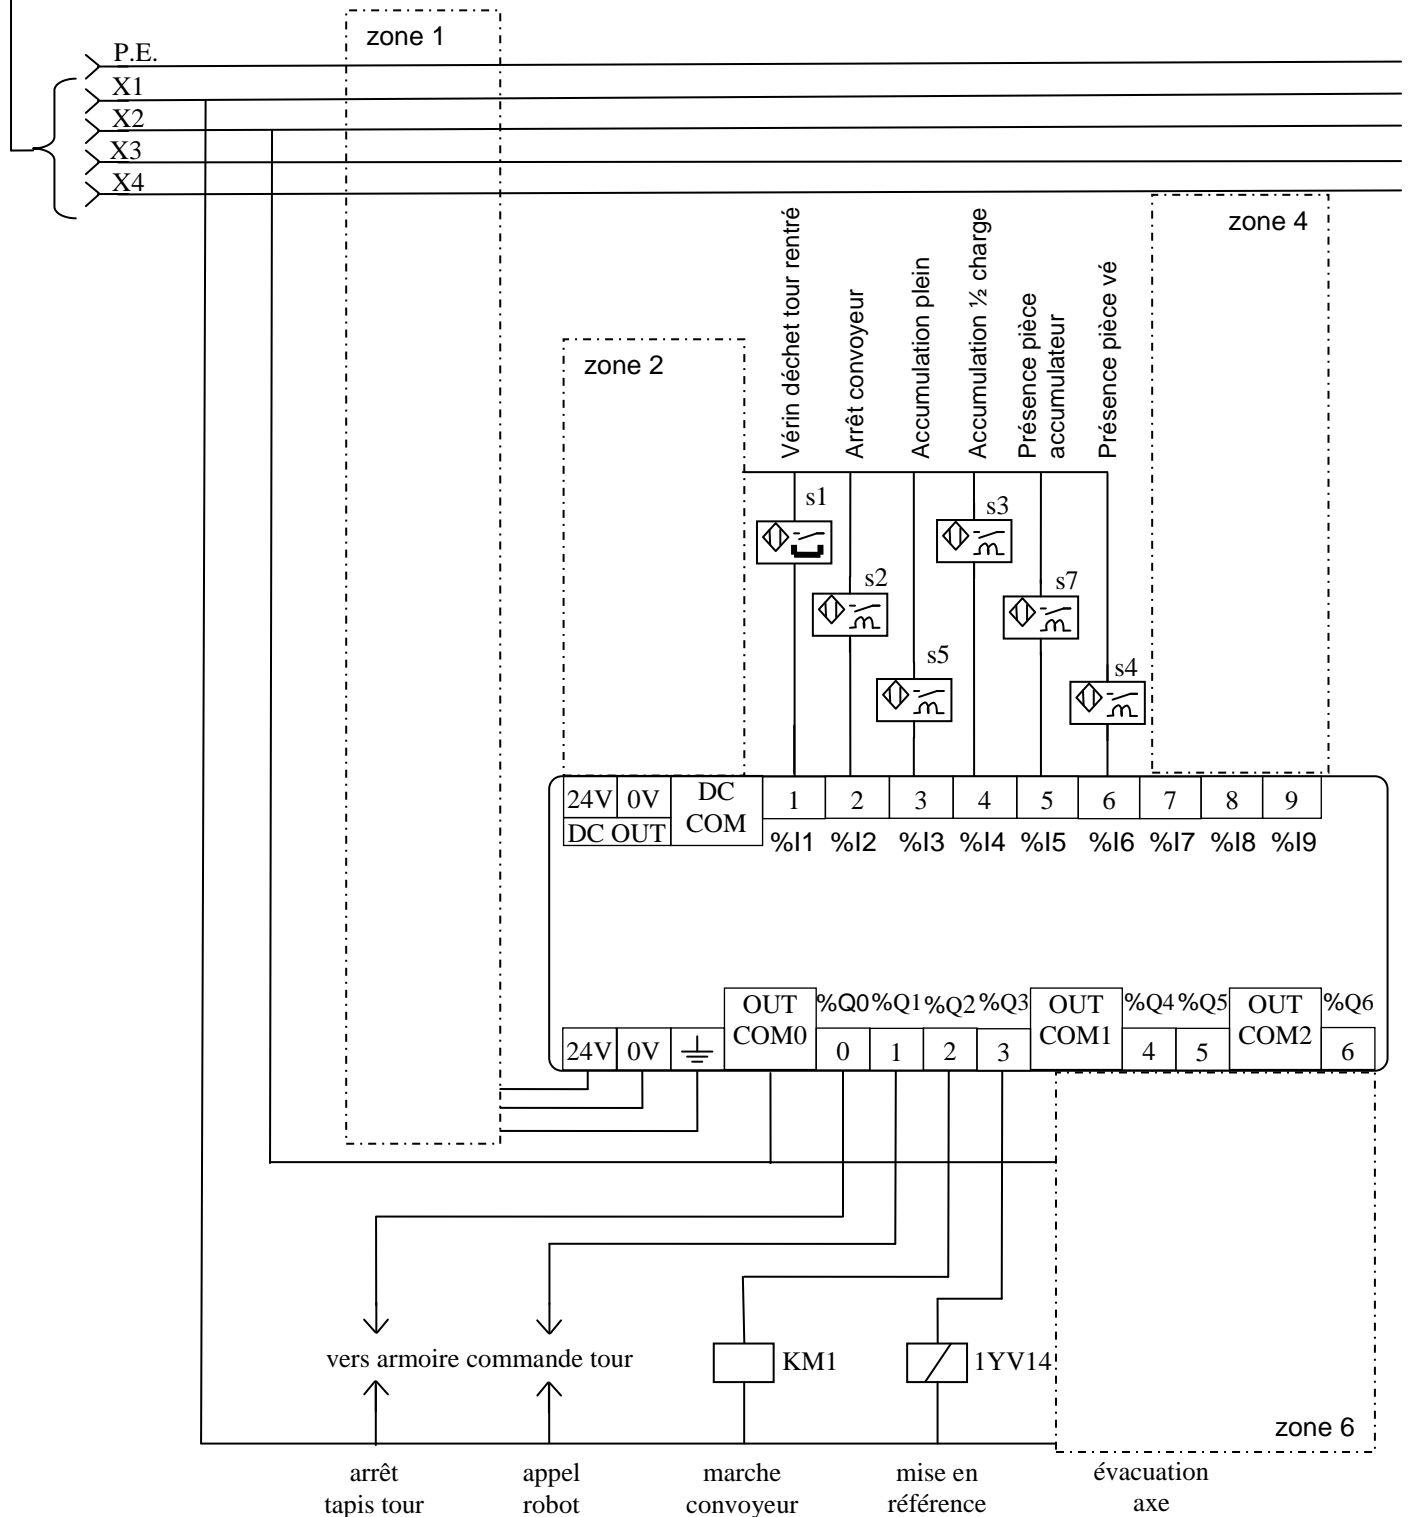 zone 1
P.E.
X1
X2
X3
X4
zone 4
Vérin déchet tour rentré
Arrêt convoyeur
Accumulation plein
Accumulation ½ charge
Présence pièce
accumulateur
Présence pièce vé
zone 2
s1
s3
s2
s7
s5
s4
24V 0V DC COM 1 2 3 4 5 6 7 8 9
DC OUT
%I1 %I2 %I3 %I4 %I5 %I6 %I7 %I8 %I9
OUT COM0 %Q0 %Q1 %Q2 %Q3 OUT COM1 %Q4 %Q5 OUT COM2 %Q6
24V 0V 0 1 2 3 4 5 6
vers armoire commande tour
KM1
1YV14
zone 6
arrêt
tapis tour
appel
robot
marche
convoyeur
mise en
référence
évacuation
axe